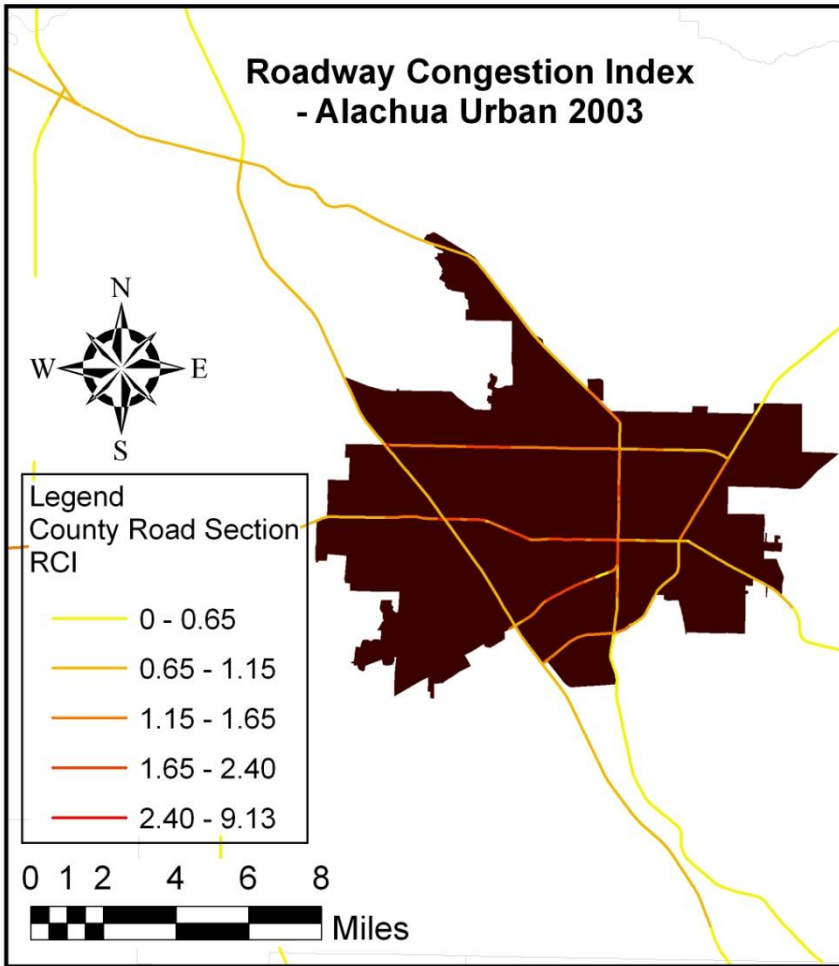 Roadway Congestion Index
- Alachua Urban 2003
N
W E
S
Legend
County Road Section
RCI
0 - 0.65
0.65 - 1.15
1.15 - 1.65
1.65 - 2.40
2.40 - 9.13
0 1 2 4 6 8
Miles